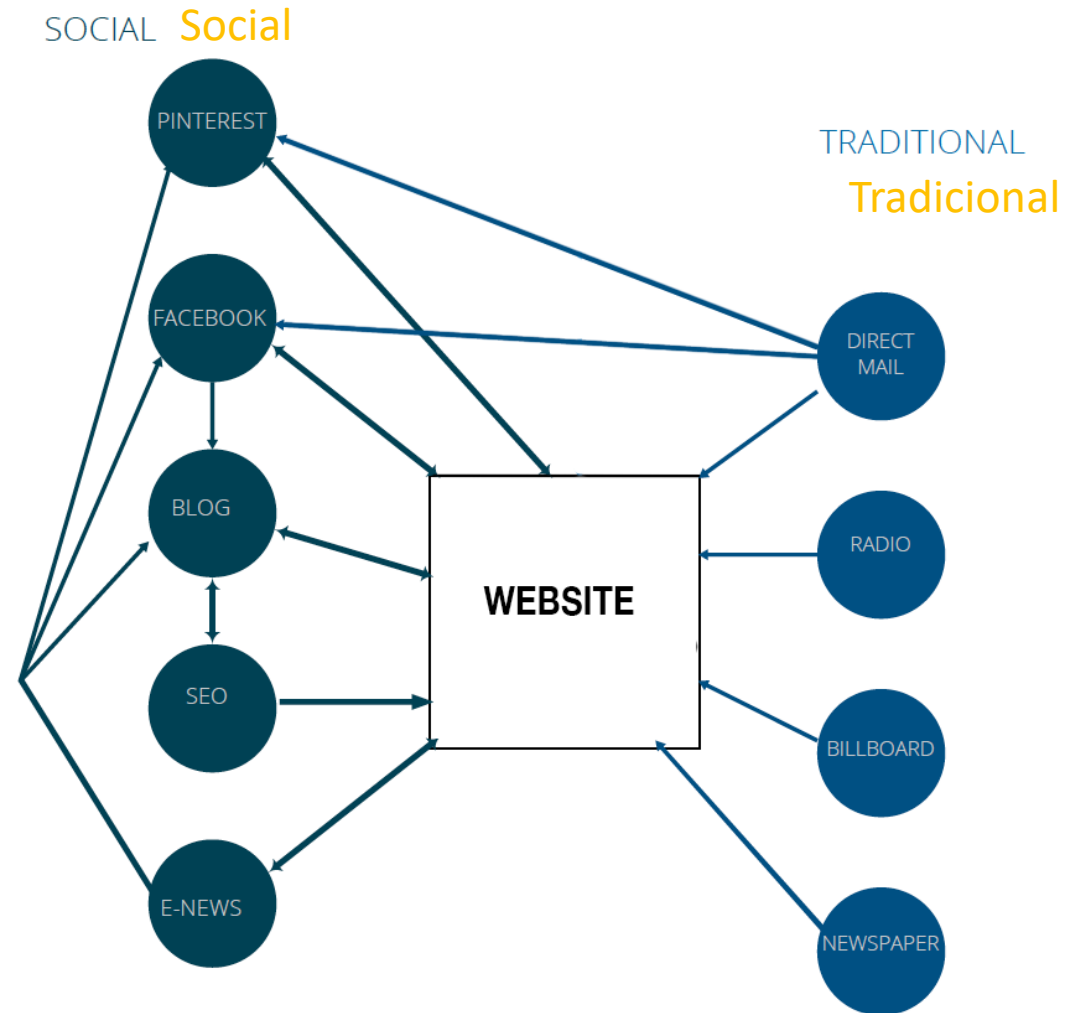 SOCIAL Social
PINTEREST
TRADITIONAL
Tradicional
FACEBOOK
DIRECT
MAIL
BLOG
RADIO
WEBSITE
SEO
BILLBOARD
E-NEWS
NEWSPAPER